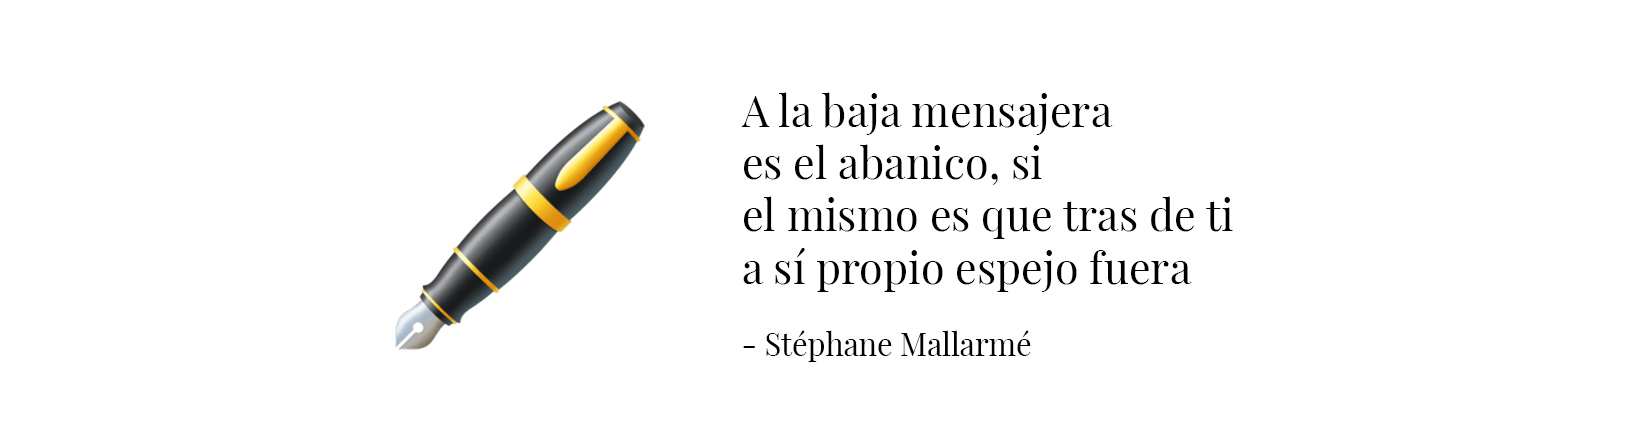 A la baja mensajera
es el abanico, si
el mismo es que tras de ti
a sí propio espejo fuera
- Stéphane Mallarmé